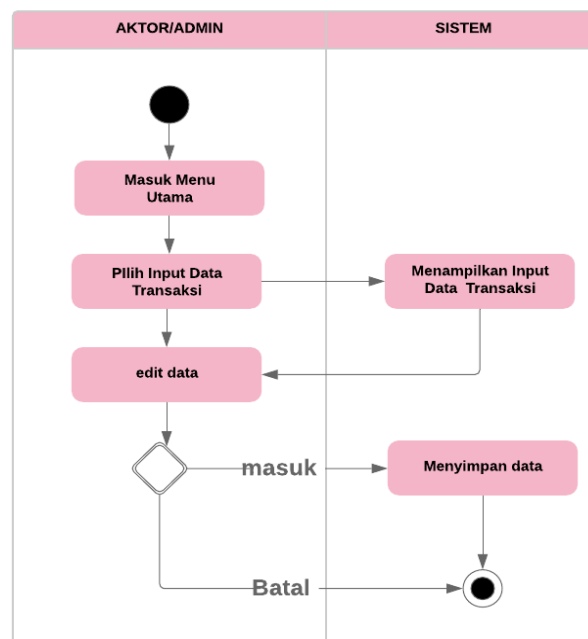 AKTOR/ADMIN
SISTEM
Masuk Menu
Utama
PIlih Input Data
Transaksi
Menampilkan Input
Data Transaksi
edit data
masuk
Menyimpan data
Batal